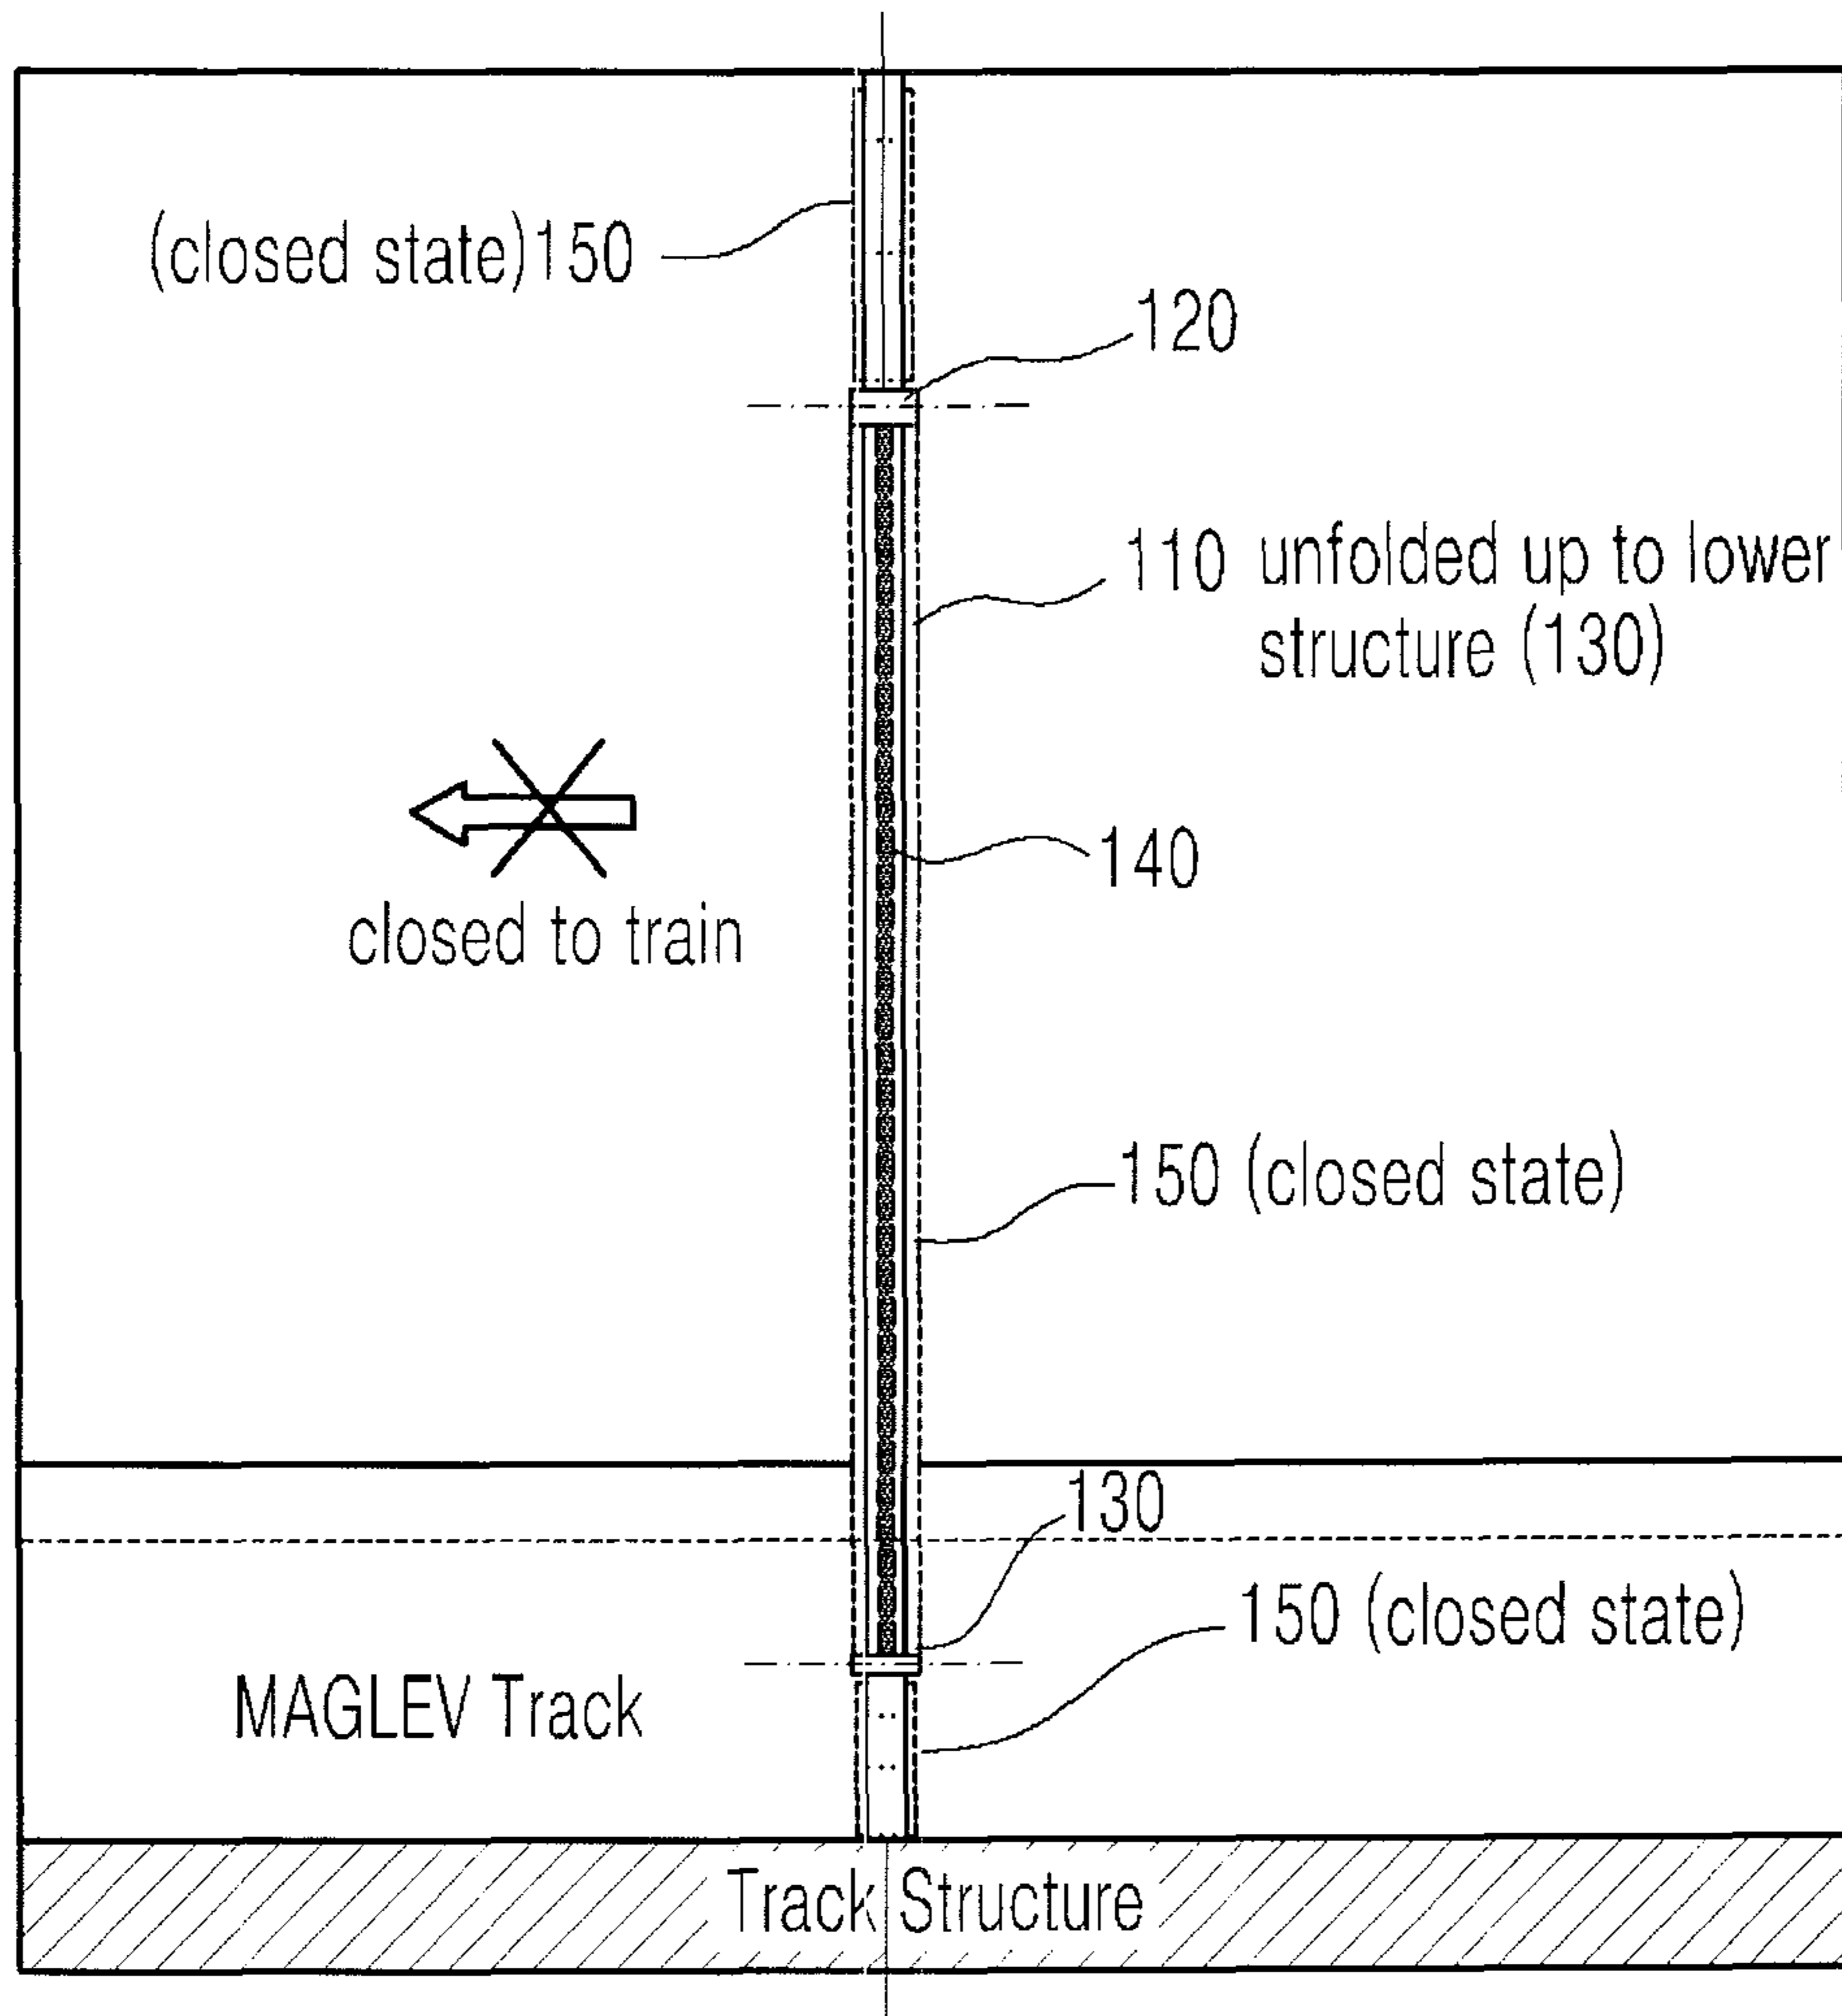 (closed state)150
120
110 unfolded up to lower
structure (130)
140
closed to train
150 (closed state)
130
150 (closed state)
MAGLEV Track
Track Structure